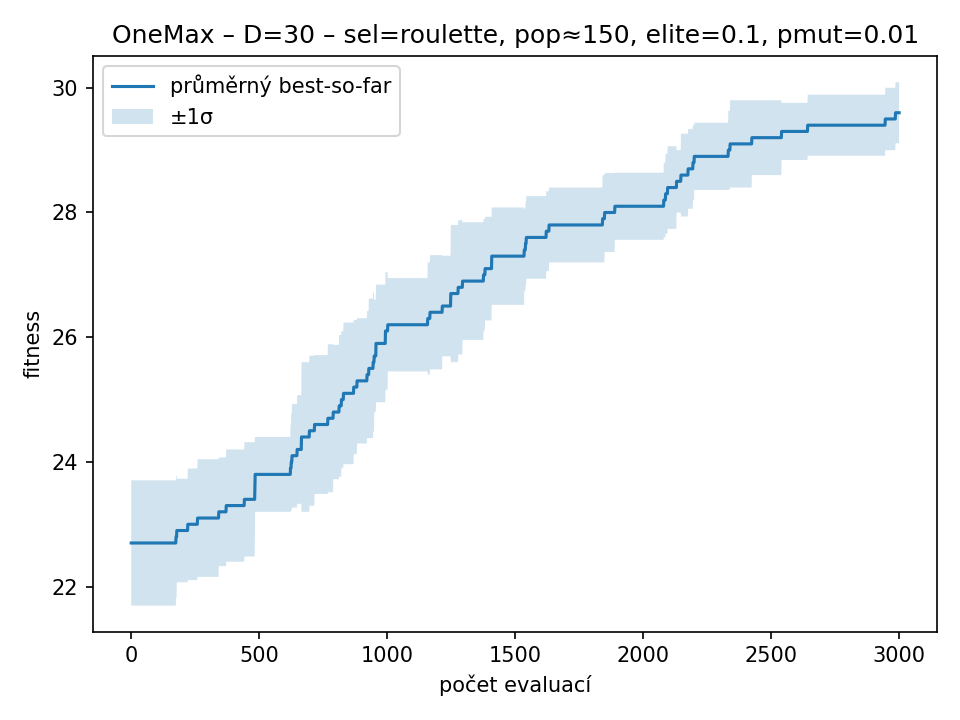 OneMax – D=30 – sel=roulette, pop≈150, elite=0.1, pmut=0.01
průměrný best-so-far
±1σ
fitness
30
28
26
24
22
0 500 1000 1500 2000 2500 3000
počet evaluací